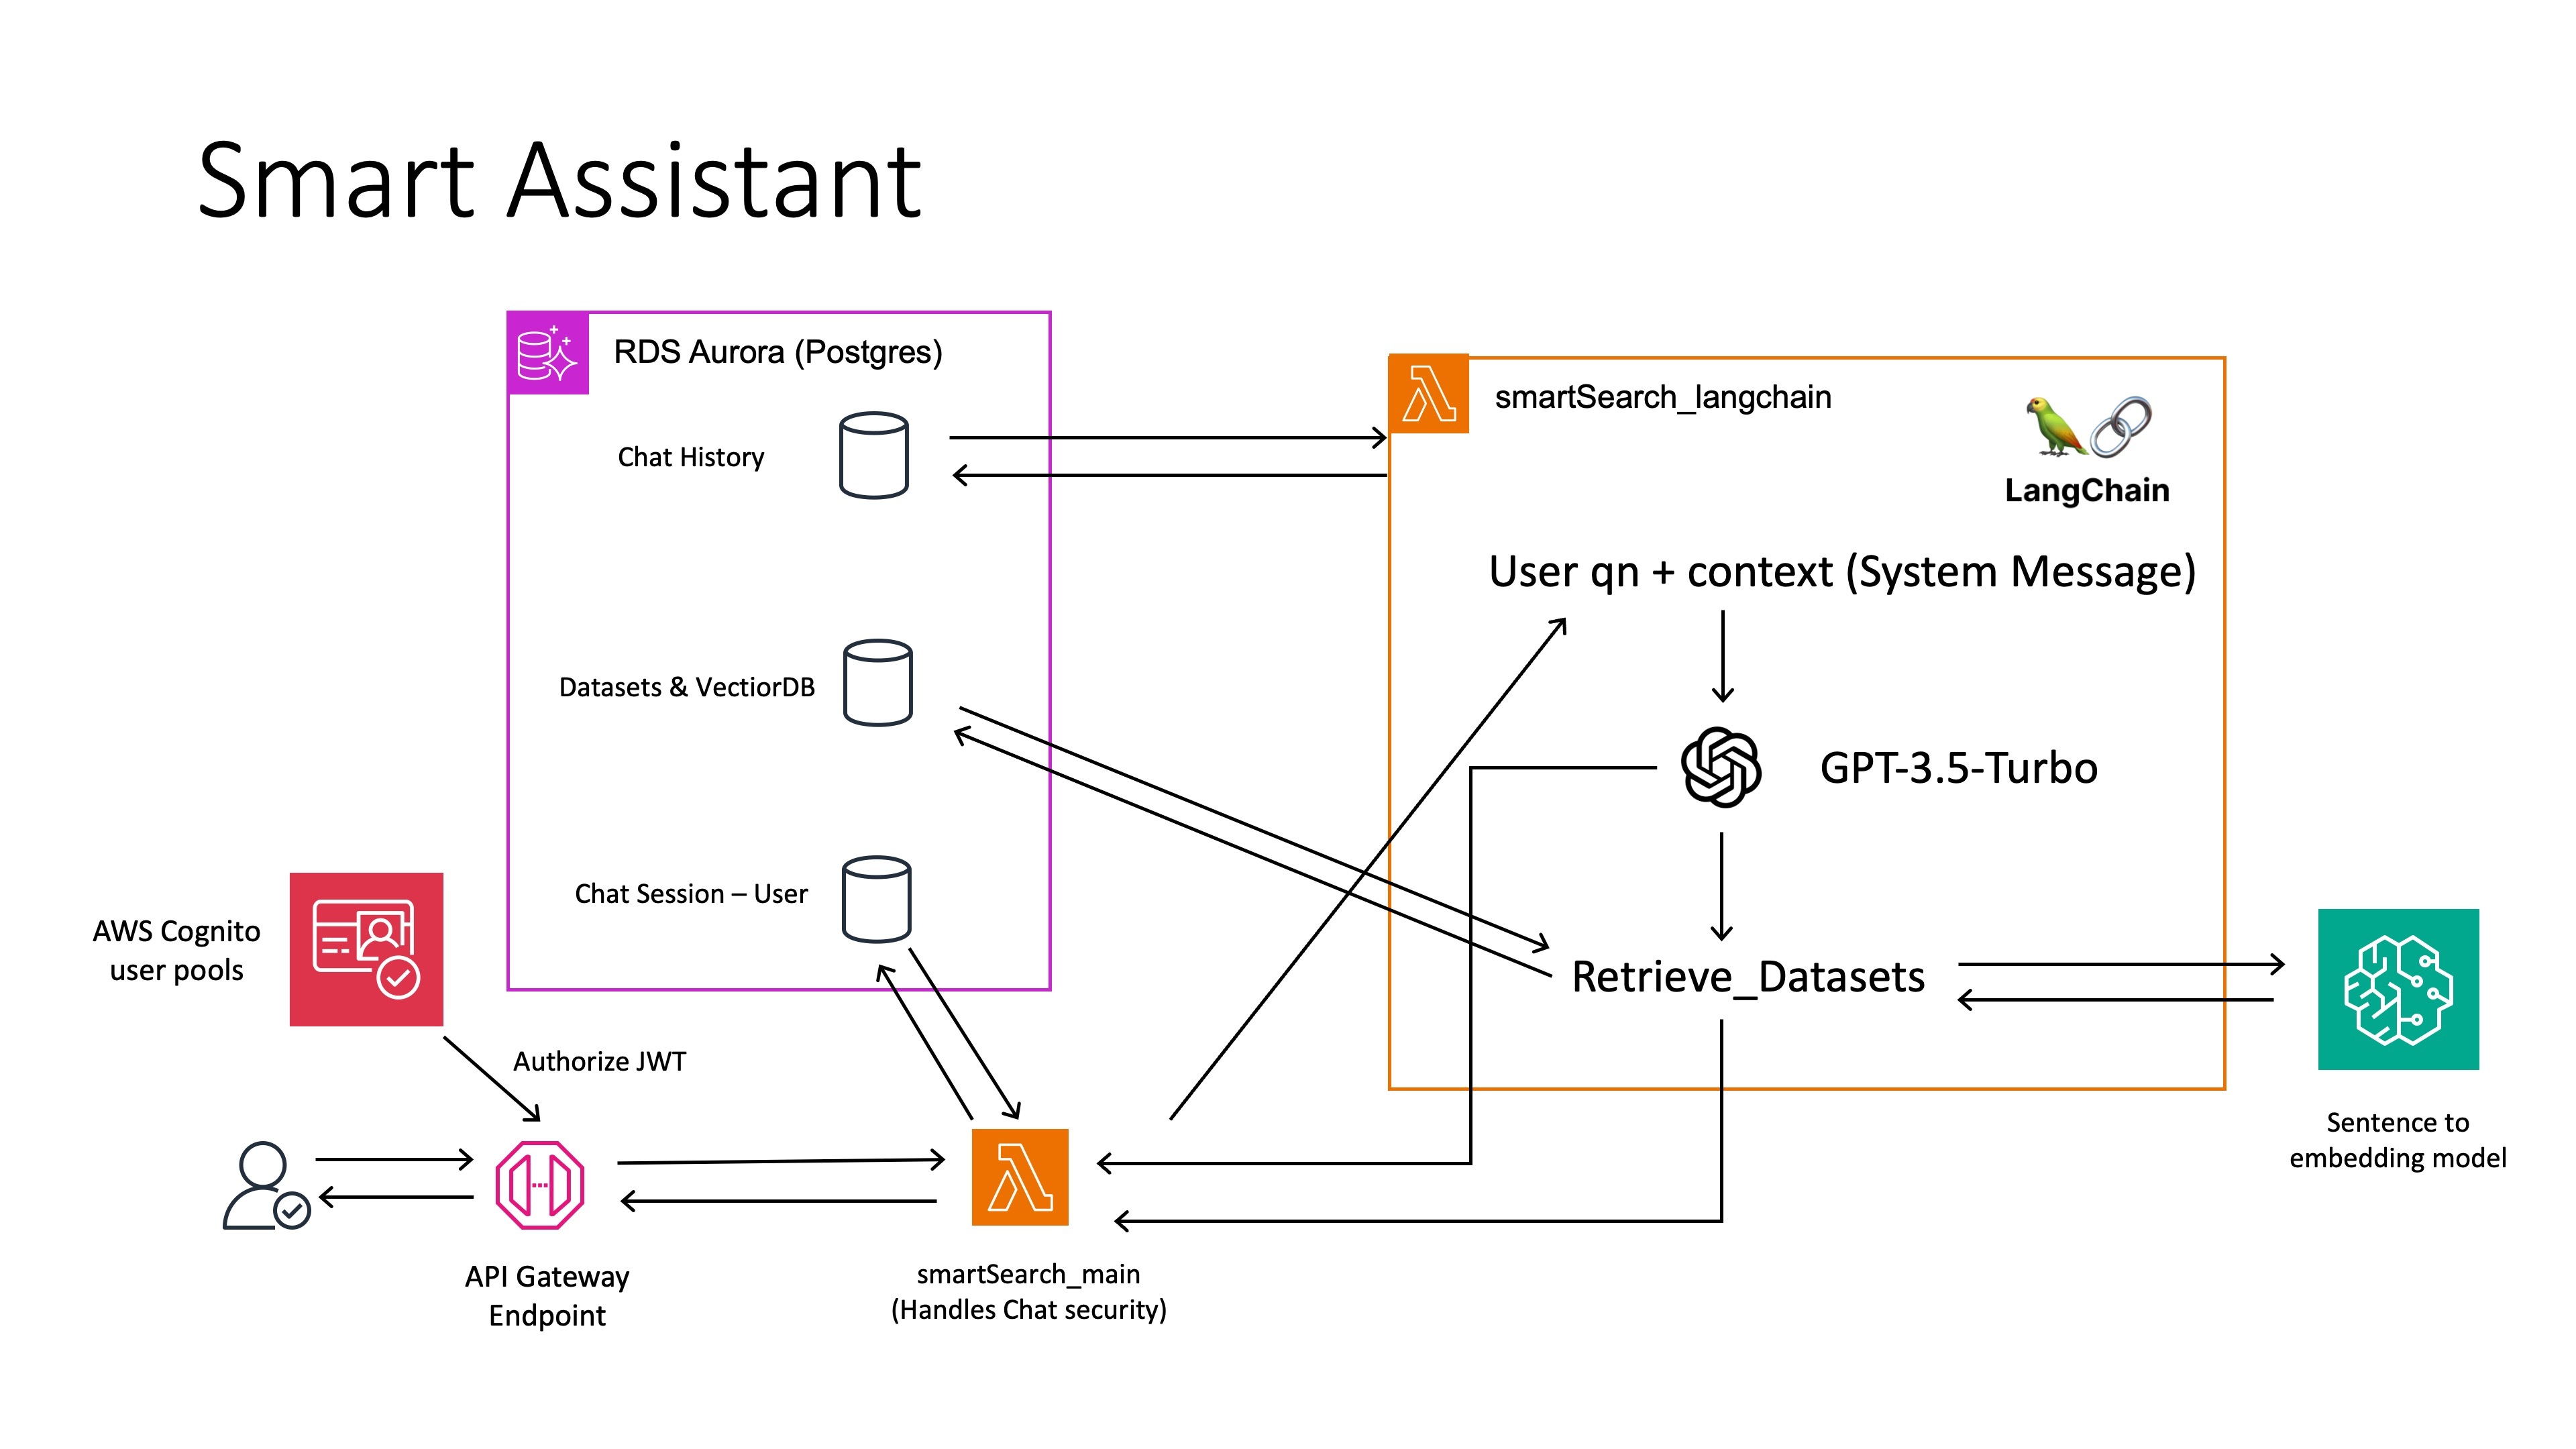 Smart Assistant
RDS Aurora (Postgres)
Chat History
Datasets & VectiorDB
Chat Session – User
smartSearch_langchain
LangChain
User qn + context (System Message)
GPT-3.5-Turbo
Retrieve_Datasets
AWS Cognito
user pools
Authorize JWT
API Gateway
Endpoint
smartSearch_main
(Handles Chat security)
Sentence to
embedding model